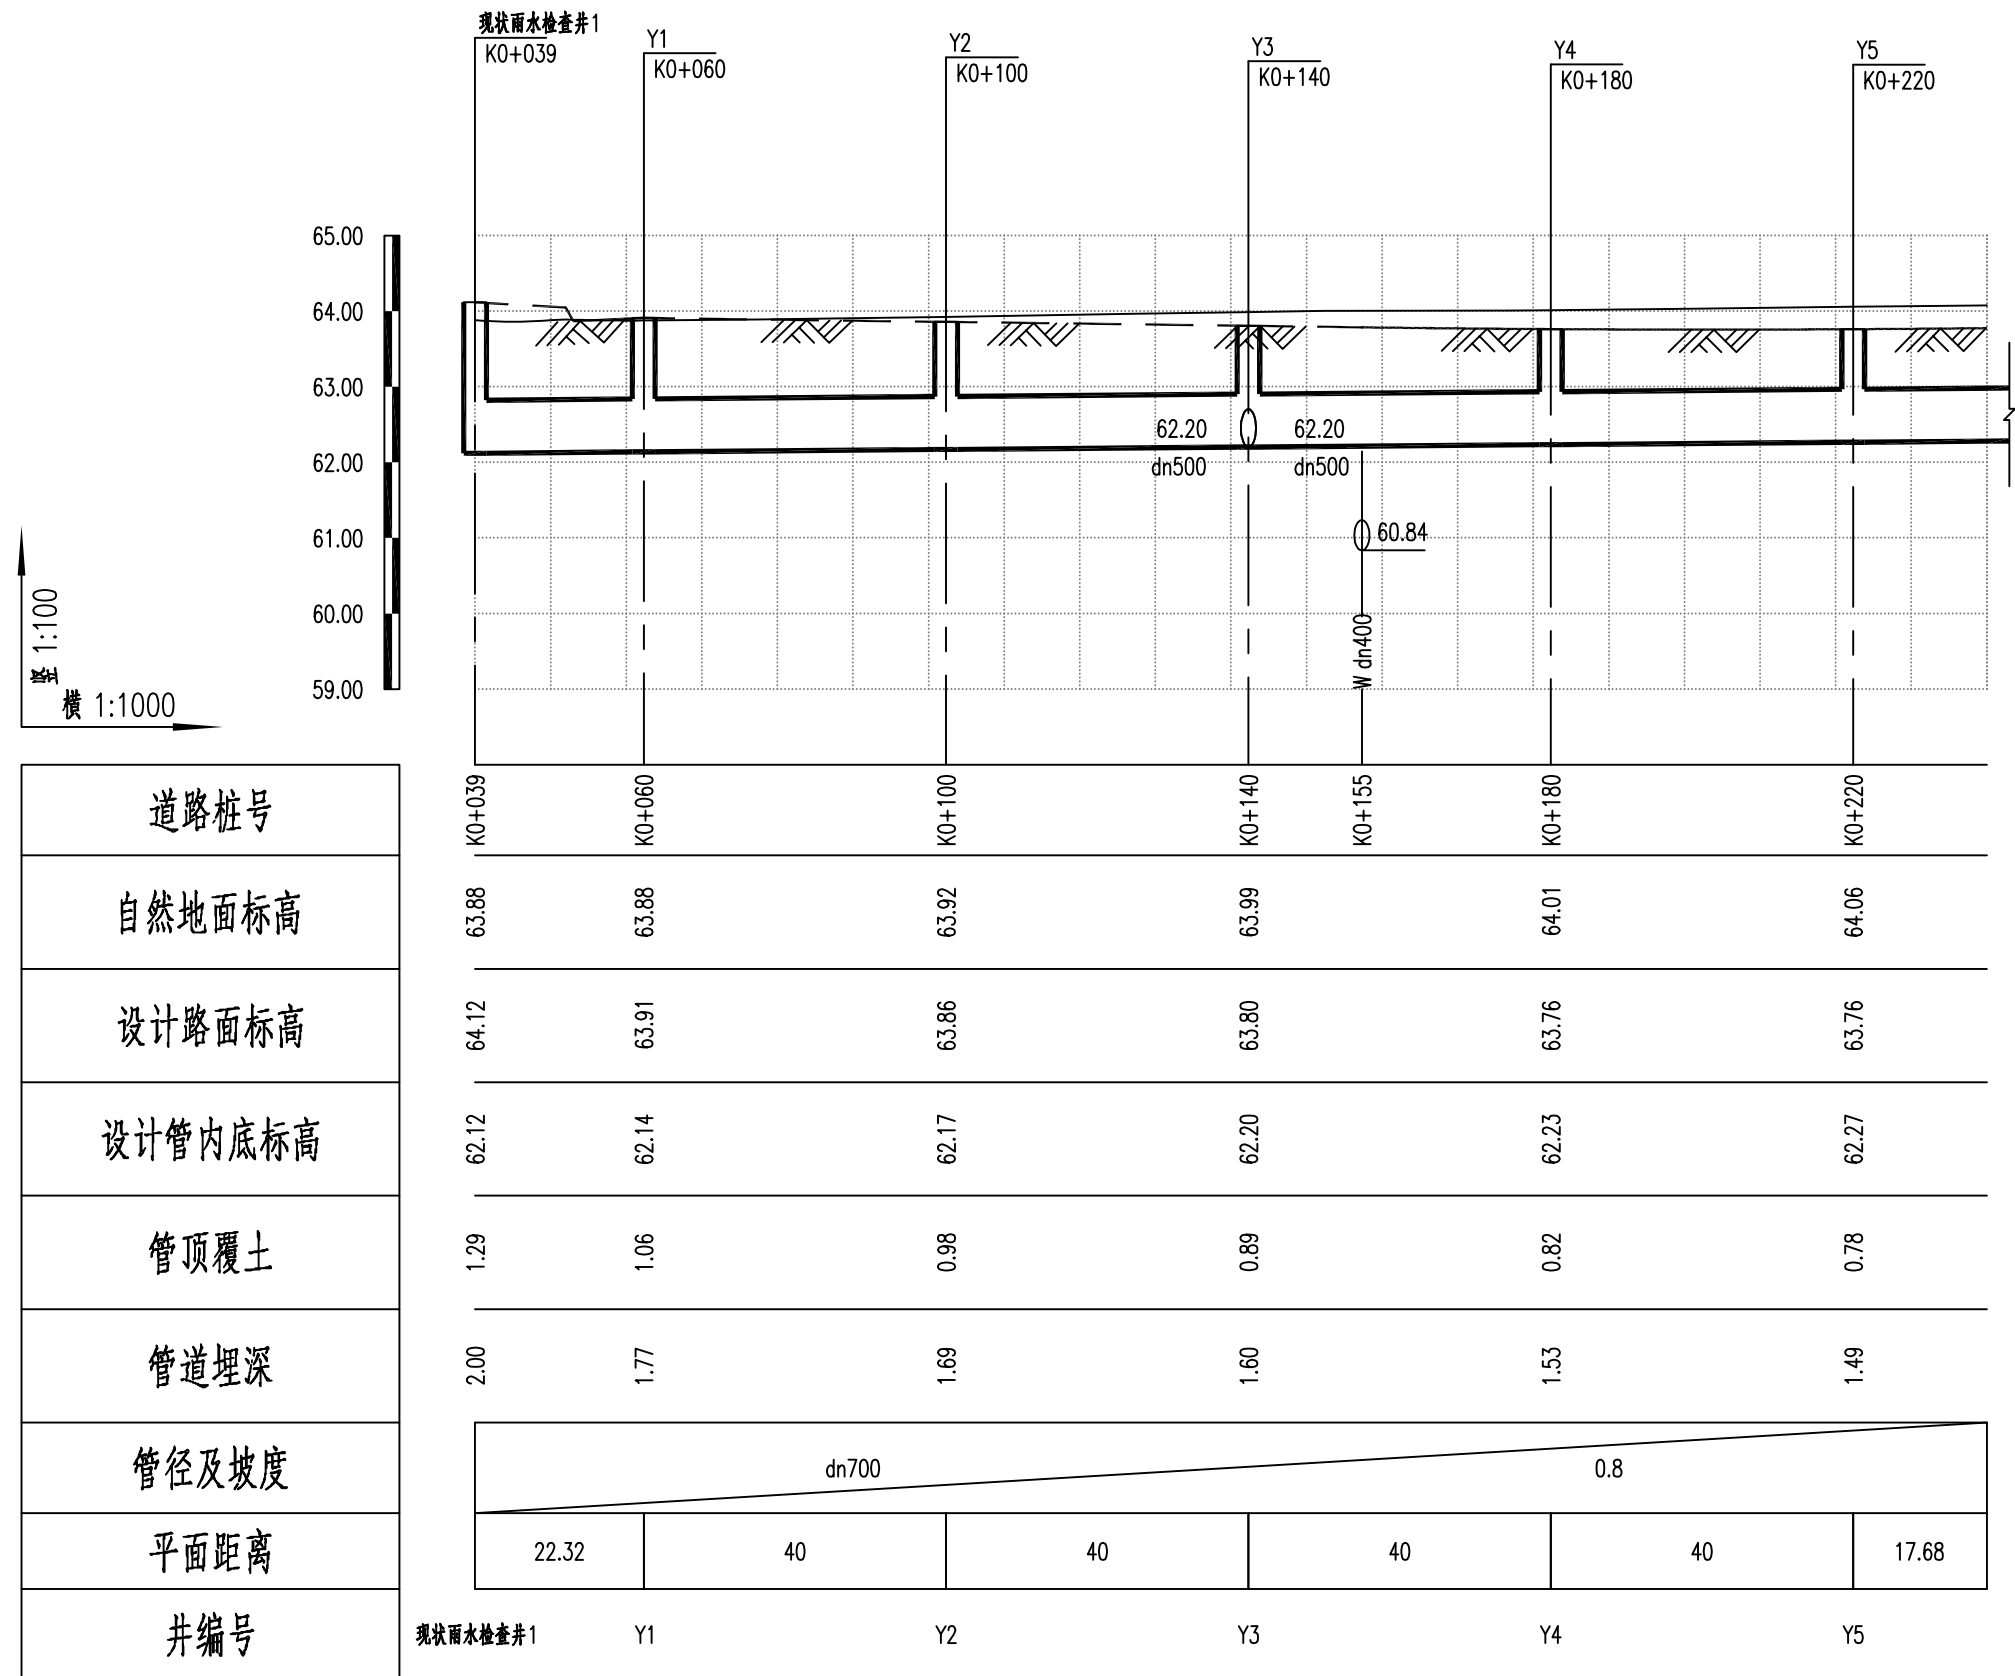 现状雨水检查井1
K0+039
Y1
K0+060
Y2
K0+100
Y3
K0+140
Y4
K0+180
Y5
K0+220
65.00
64.00
63.00
62.00
61.00
60.00
59.00
62.20
62.20
dn500
dn500
60.84
W dn400
竖 1:100
横 1:1000
道路桩号 K0+039 K0+060 K0+100 K0+140 K0+155 K0+180 K0+220
自然地面标高 63.88 63.88 63.92 63.99 64.01 64.06
设计路面标高 64.12 63.91 63.86 63.80 63.76 63.76
设计管内底标高 62.12 62.14 62.17 62.20 62.23 62.27
管顶覆土 1.29 1.06 0.98 0.89 0.82 0.78
管道埋深 2.00 1.77 1.69 1.60 1.53 1.49
管径及坡度 dn700 0.8
平面距离 22.32 40 40 40 40 17.68
井编号 现状雨水检查井1 Y1 Y2 Y3 Y4 Y5